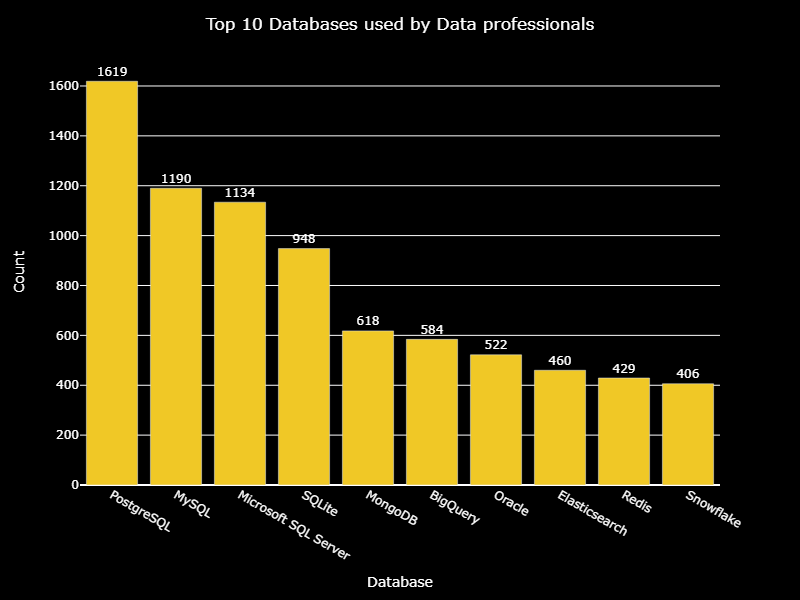 Top 10 Databases used by Data professionals
Count
1600
1400
1200
1000
800
600
400
200
0
1619
1190
1134
948
618
584
522
460
429
406
PostgreSQL
MySQL
Microsoft SQL Server
SQLite
MongoDB
BigQuery
Oracle
Elasticsearch
Redis
Snowflake
Database